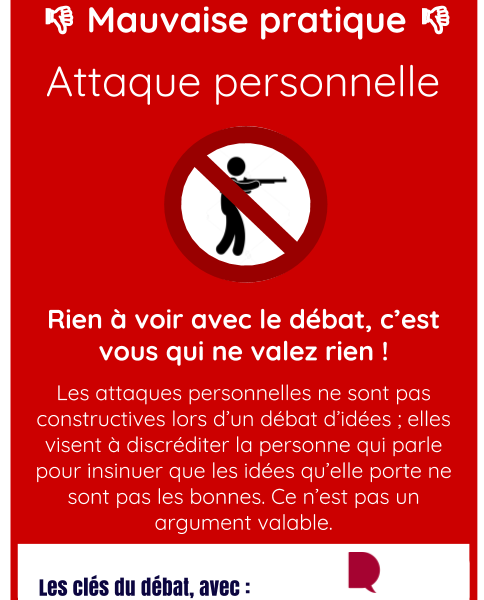 Mauvaise pratique
Attaque personnelle
Rien à voir avec le débat, c’est
vous qui ne valez rien !
Les attaques personnelles ne sont pas
constructives lors d’un débat d’idées ; elles
visent à discréditer la personne qui parle
pour insinuer que les idées qu’elle porte ne
sont pas les bonnes. Ce n’est pas un
argument valable.
Les clés du débat, avec :